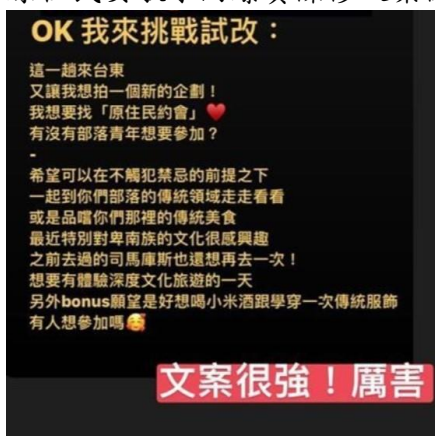 OK 我來挑戰試改：
這一趟來台東
又讓我想拍一個新的企劃！
我想要找「原住民約會」♥️
有沒有部落青年想要參加？
-
希望可以在不觸犯禁忌的前提之下
一起到你們部落的傳統領域走走看看
或是品嚐你們那裡的傳統美食
最近特別對卑南族的文化很感興趣
之前去過的司馬庫斯也還想再去一次！
想要有體驗深度文化旅遊的一天
另外bonus願望是好想喝小米酒跟學穿一次傳統服飾
有人想參加嗎🥰
文案很強！厲害